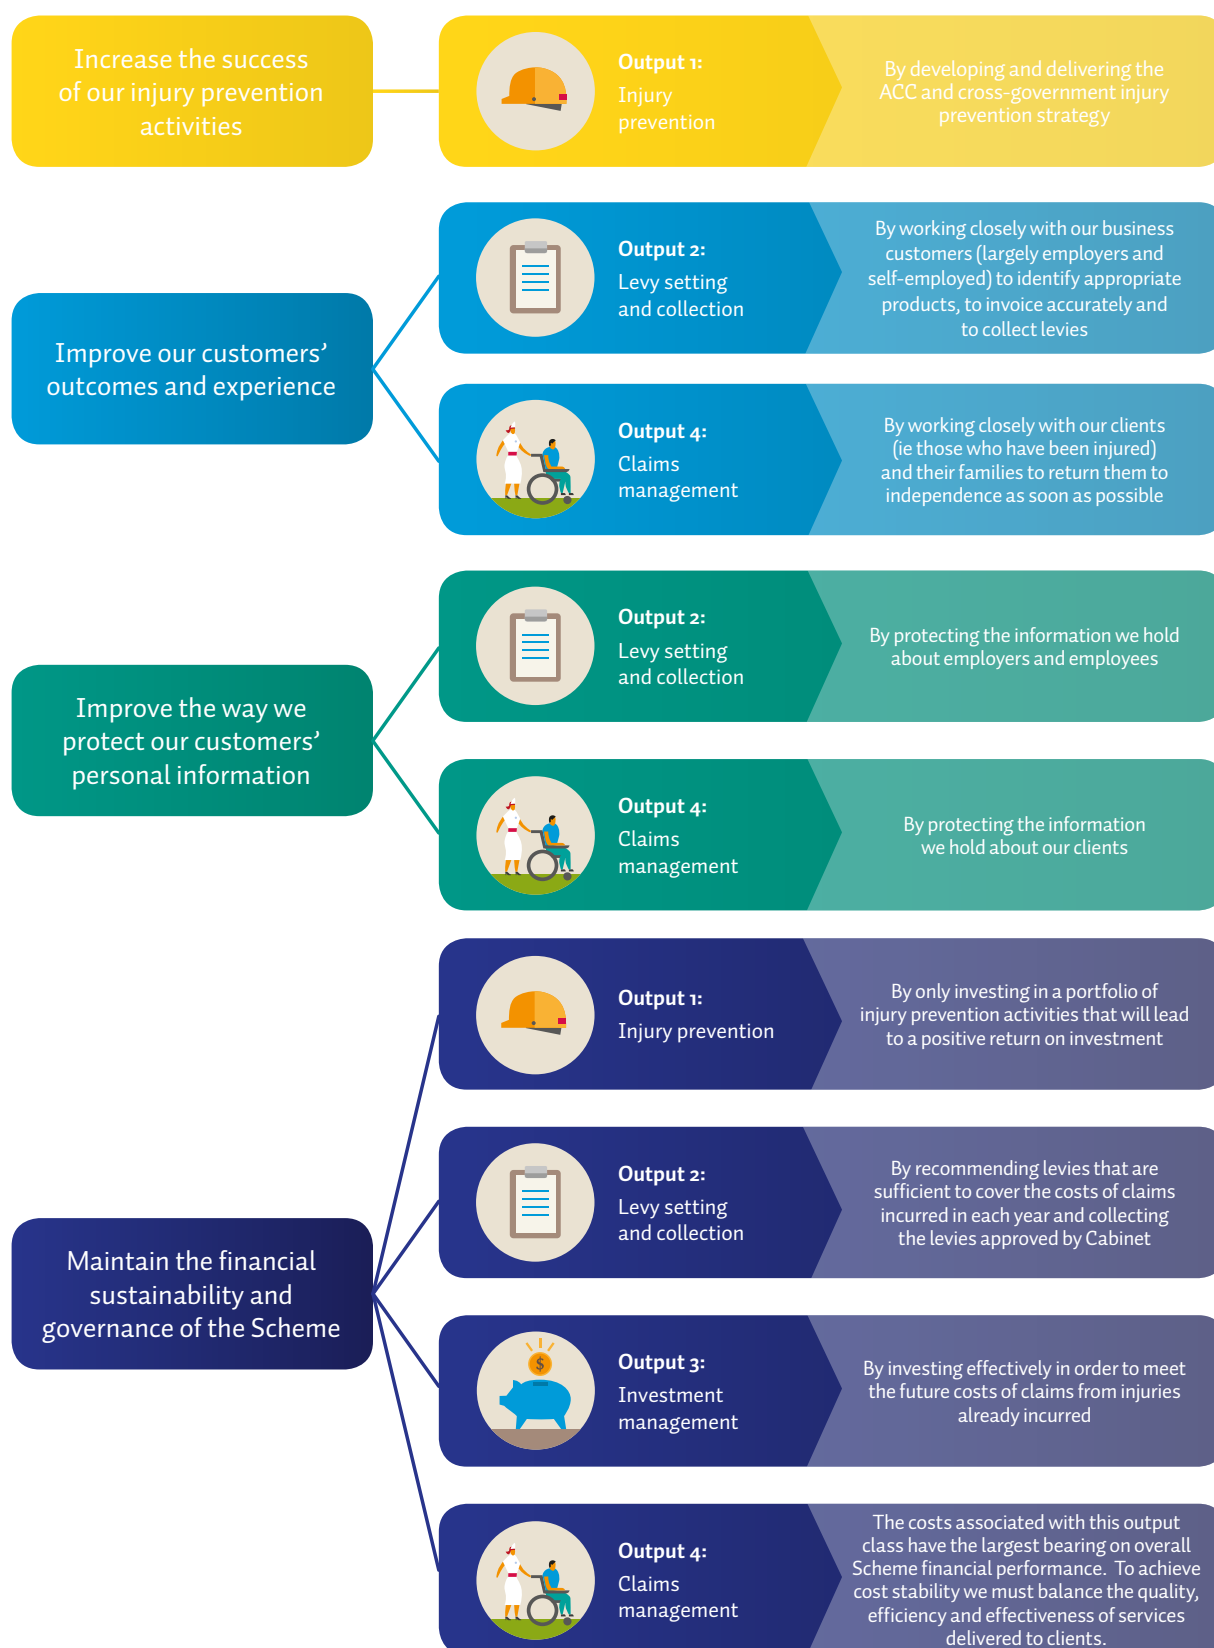 Increase the success
of our injury prevention
activities
Output 1:
Injury
prevention
By developing and delivering the
ACC and cross-government injury
prevention strategy
Improve our customers’
outcomes and experience
Output 2:
Levy setting
and collection
By working closely with our business
customers (largely employers and
self-employed) to identify appropriate
products, to invoice accurately and
to collect levies
Output 4:
Claims
management
By working closely with our clients
(ie those who have been injured)
and their families to return them to
independence as soon as possible
Improve the way we
protect our customers’
personal information
Output 2:
Levy setting
and collection
By protecting the information we hold
about employers and employees
Output 4:
Claims
management
By protecting the information
we hold about our clients
Maintain the financial
sustainability and
governance of the Scheme
Output 1:
Injury prevention
By only investing in a portfolio of
injury prevention activities that will lead
to a positive return on investment
Output 2:
Levy setting
and collection
By recommending levies that are
sufficient to cover the costs of claims
incurred in each year and collecting
the levies approved by Cabinet
$
Output 3:
Investment
management
By investing effectively in order to meet
the future costs of claims from injuries
already incurred
Output 4:
Claims
management
The costs associated with this output
class have the largest bearing on overall
Scheme financial performance. To achieve
cost stability we must balance the quality,
efficiency and effectiveness of services
delivered to clients.